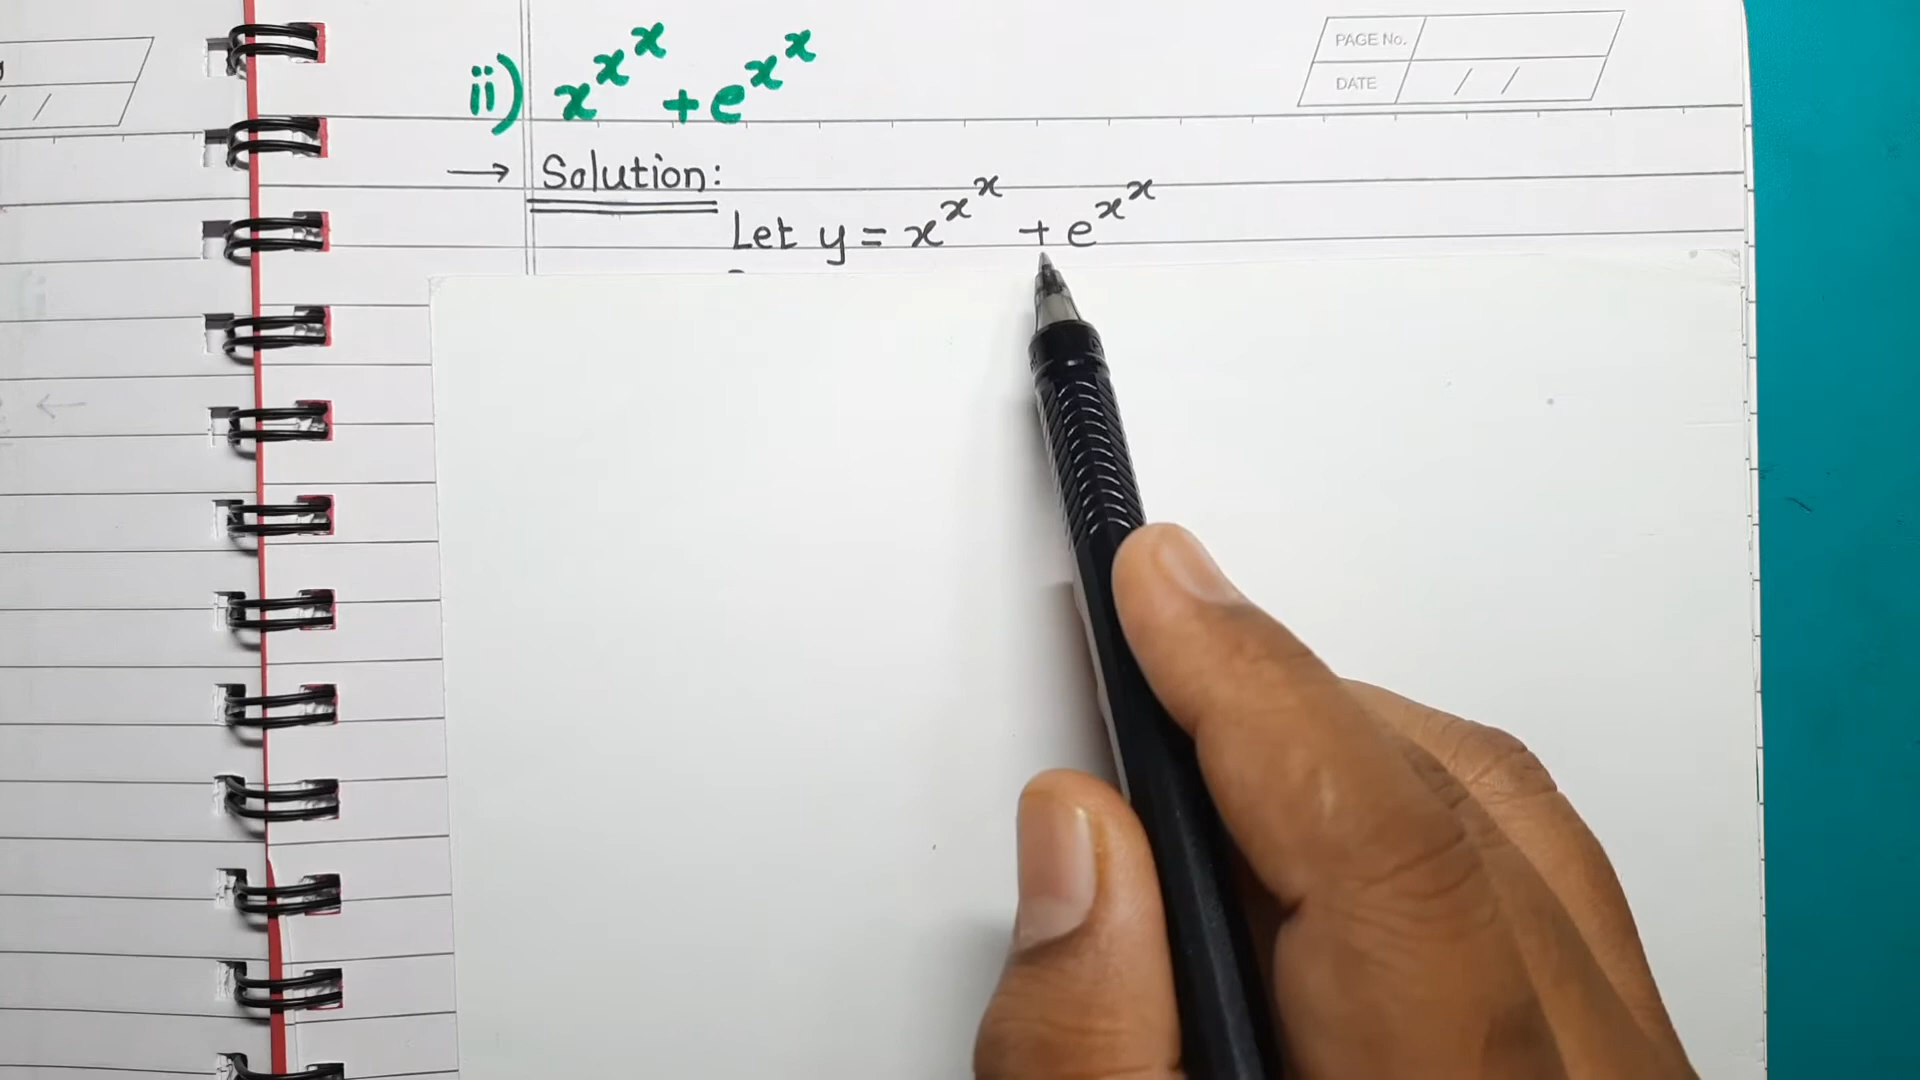 PAGE No.
DATE / /
ii) x^{x^x} + e^{x^x}
→ Solution:
Let y = x^{x^x} + e^{x^x}